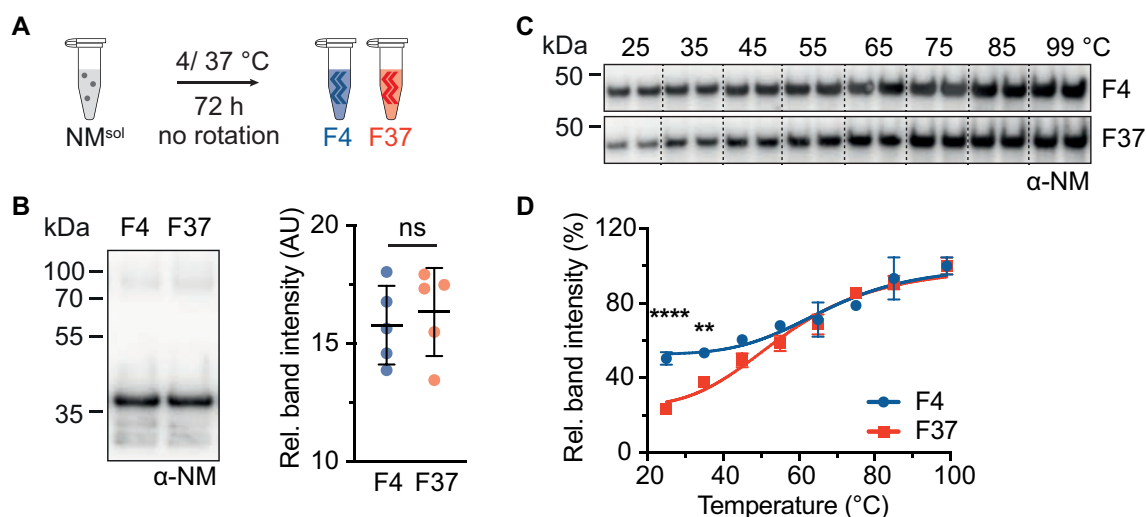 A
4/ 37 °C
72 h
no rotation
NMsol
F4 F37
B
kDa F4 F37
100
70
55
35
α-NM
Rel. band intensity (AU)
20
15
10
ns
F4 F37
C
kDa 25 35 45 55 65 75 85 99 °C
50 F4
50 F37
α-NM
D
Rel. band intensity (%)
120
80
40
0
****
**
F4
F37
20 40 60 80 100
Temperature (°C)